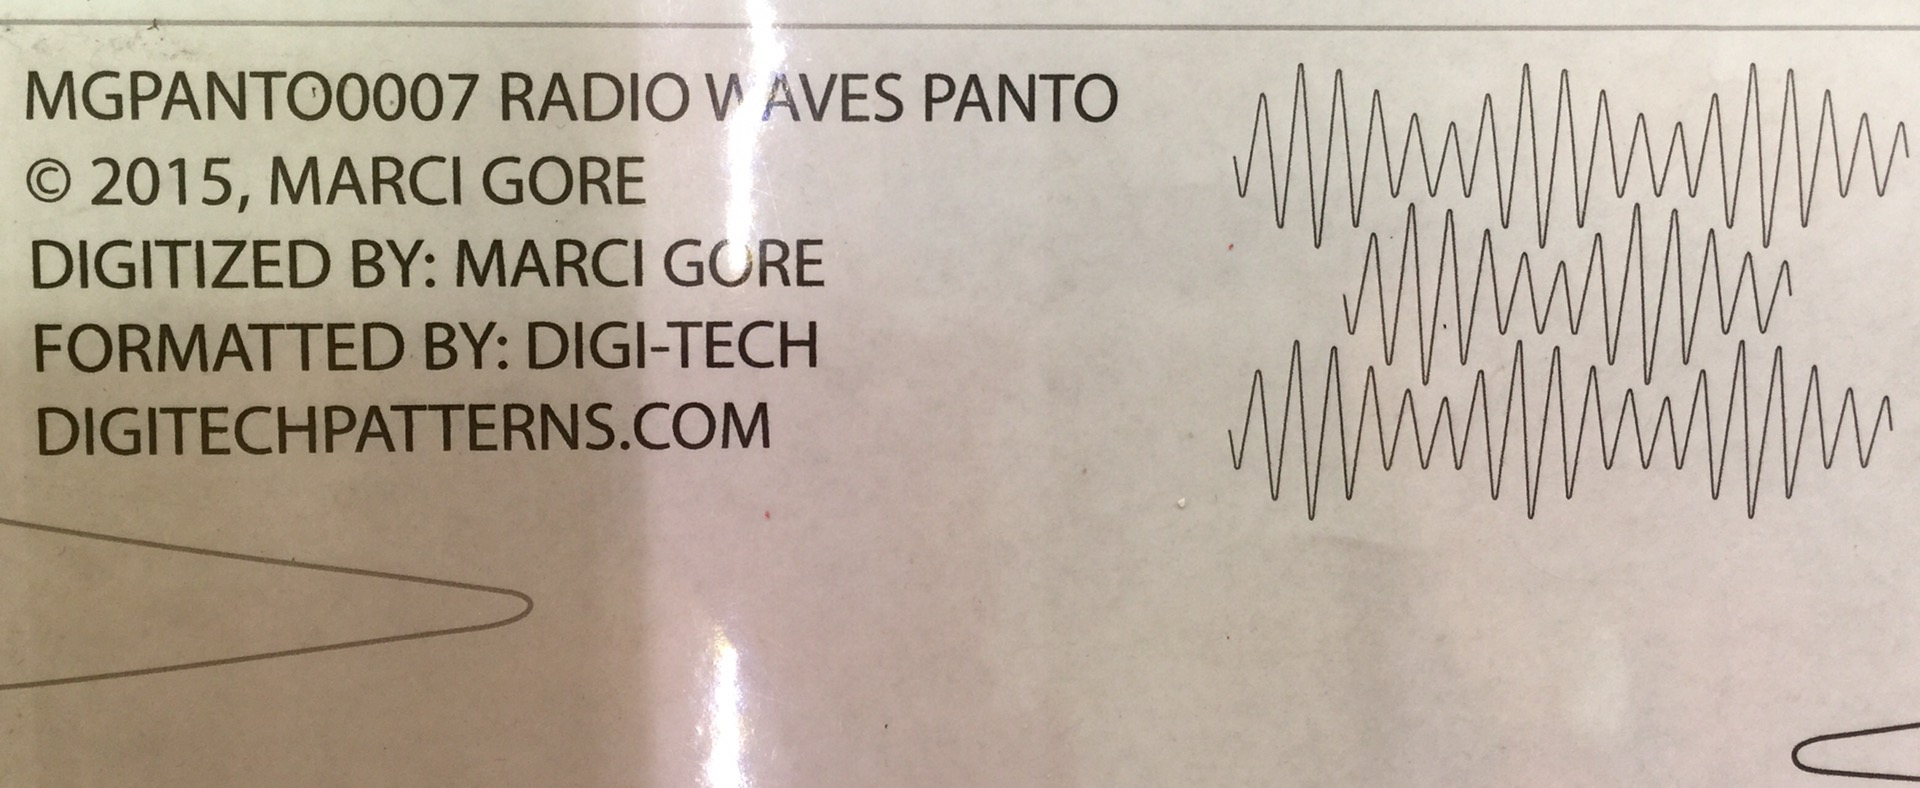 MGPANTO0007 RADIO WAVES PANTO
© 2015, MARCI GORE
DIGITIZED BY: MARCI GORE
FORMATTED BY: DIGI-TECH
DIGITECHPATTERNS.COM